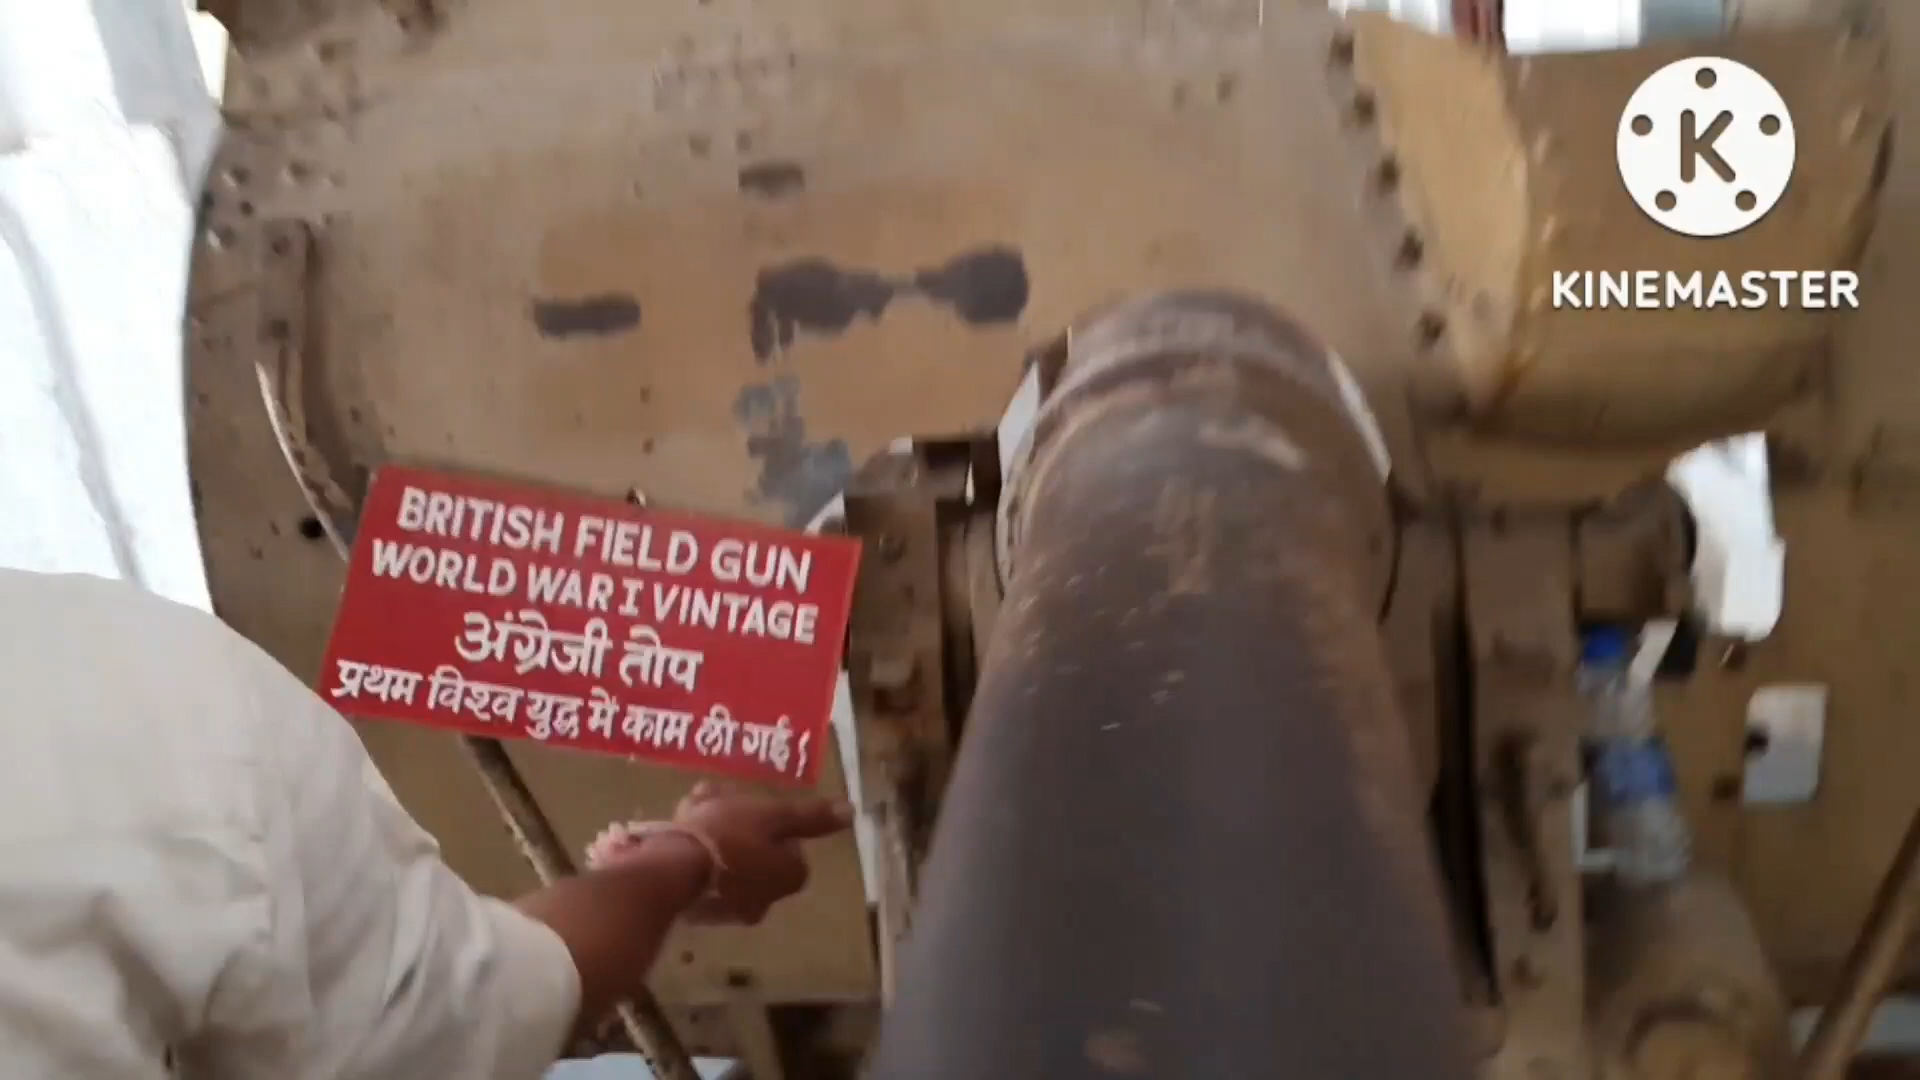 BRITISH FIELD GUN
WORLD WAR I VINTAGE
अंग्रेजी तोप
प्रथम विश्व युद्ध में काम ली गई।
K
KINEMASTER